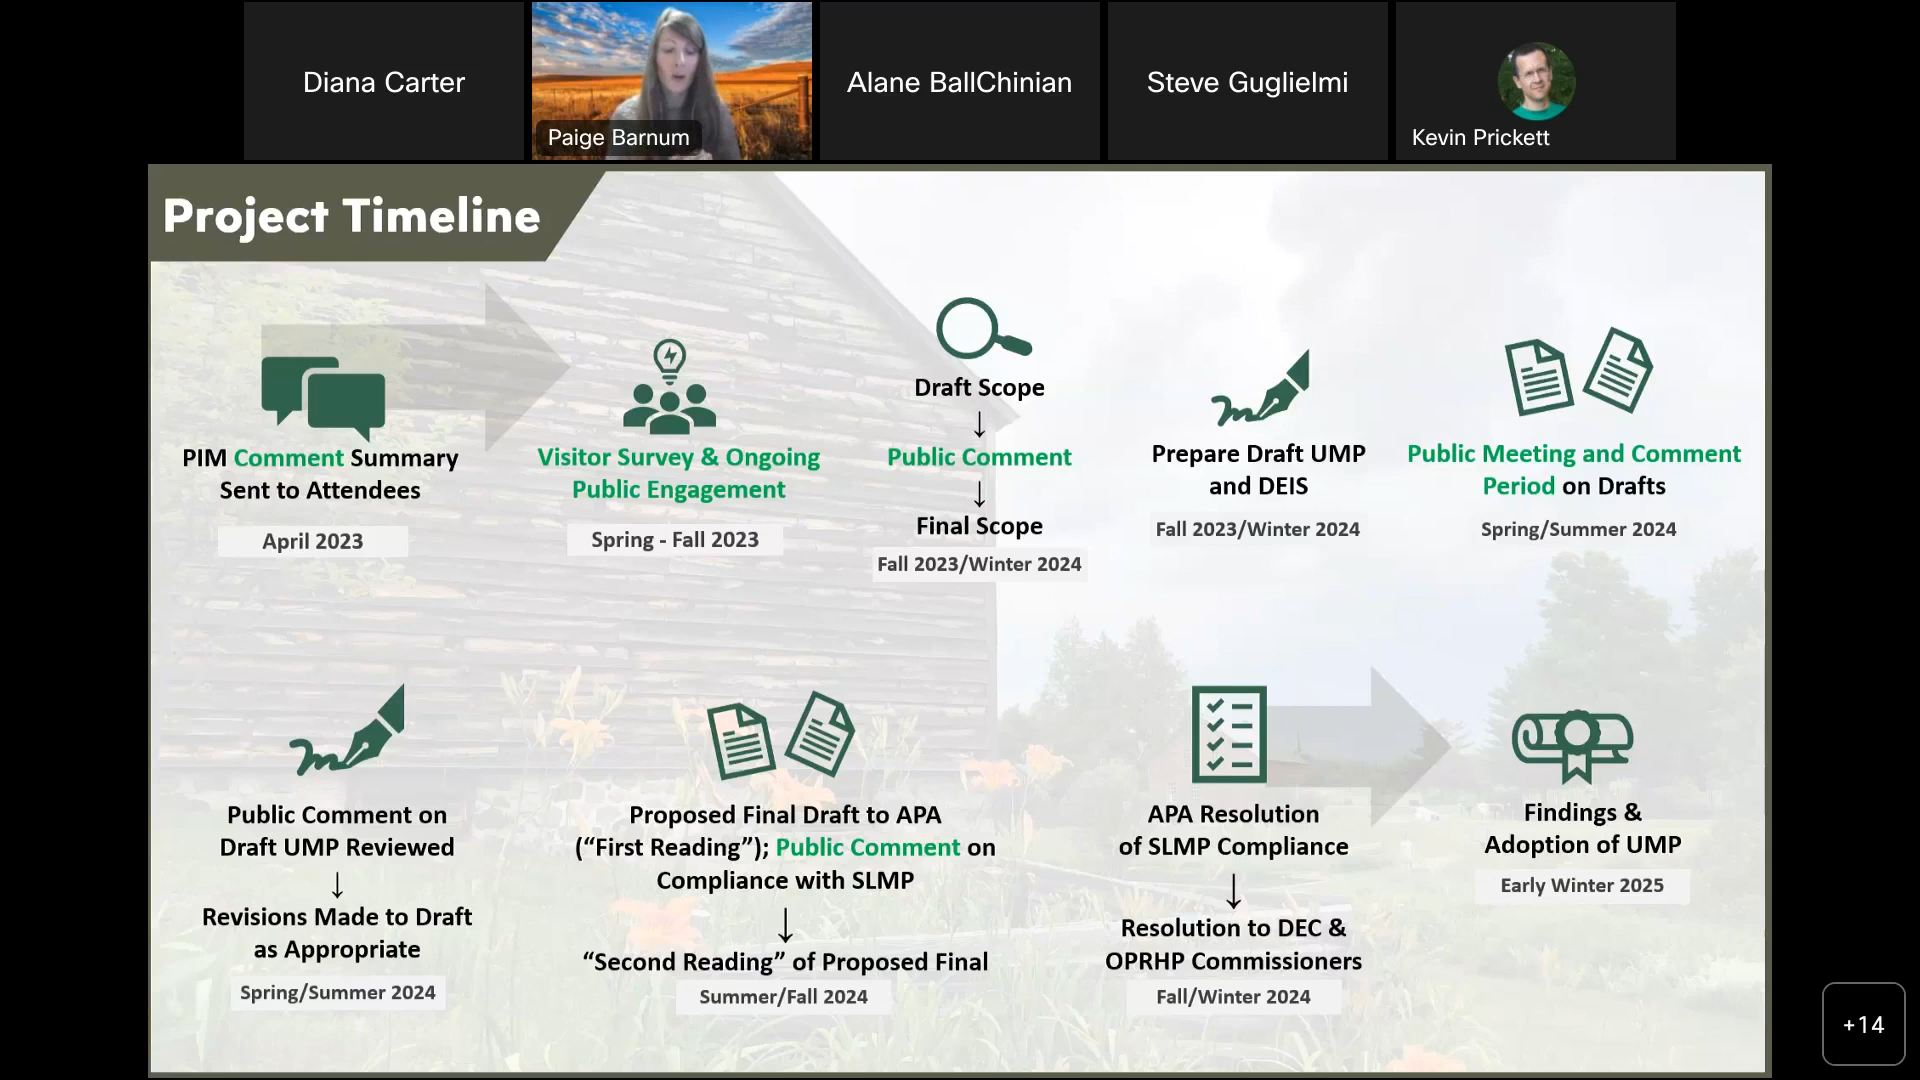 Diana Carter
Paige Barnum
Alane BallChinian
Steve Guglielmi
Kevin Prickett
Project Timeline
PIM Comment Summary
Sent to Attendees
April 2023
Visitor Survey & Ongoing
Public Engagement
Spring - Fall 2023
Draft Scope
↓
Public Comment
↓
Final Scope
Fall 2023/Winter 2024
Prepare Draft UMP
and DEIS
Fall 2023/Winter 2024
Public Meeting and Comment
Period on Drafts
Spring/Summer 2024
Public Comment on
Draft UMP Reviewed
↓
Revisions Made to Draft
as Appropriate
Spring/Summer 2024
Proposed Final Draft to APA
(“First Reading”); Public Comment on
Compliance with SLMP
↓
“Second Reading” of Proposed Final
Summer/Fall 2024
APA Resolution
of SLMP Compliance
↓
Resolution to DEC &
OPRHP Commissioners
Fall/Winter 2024
Findings &
Adoption of UMP
Early Winter 2025
+14